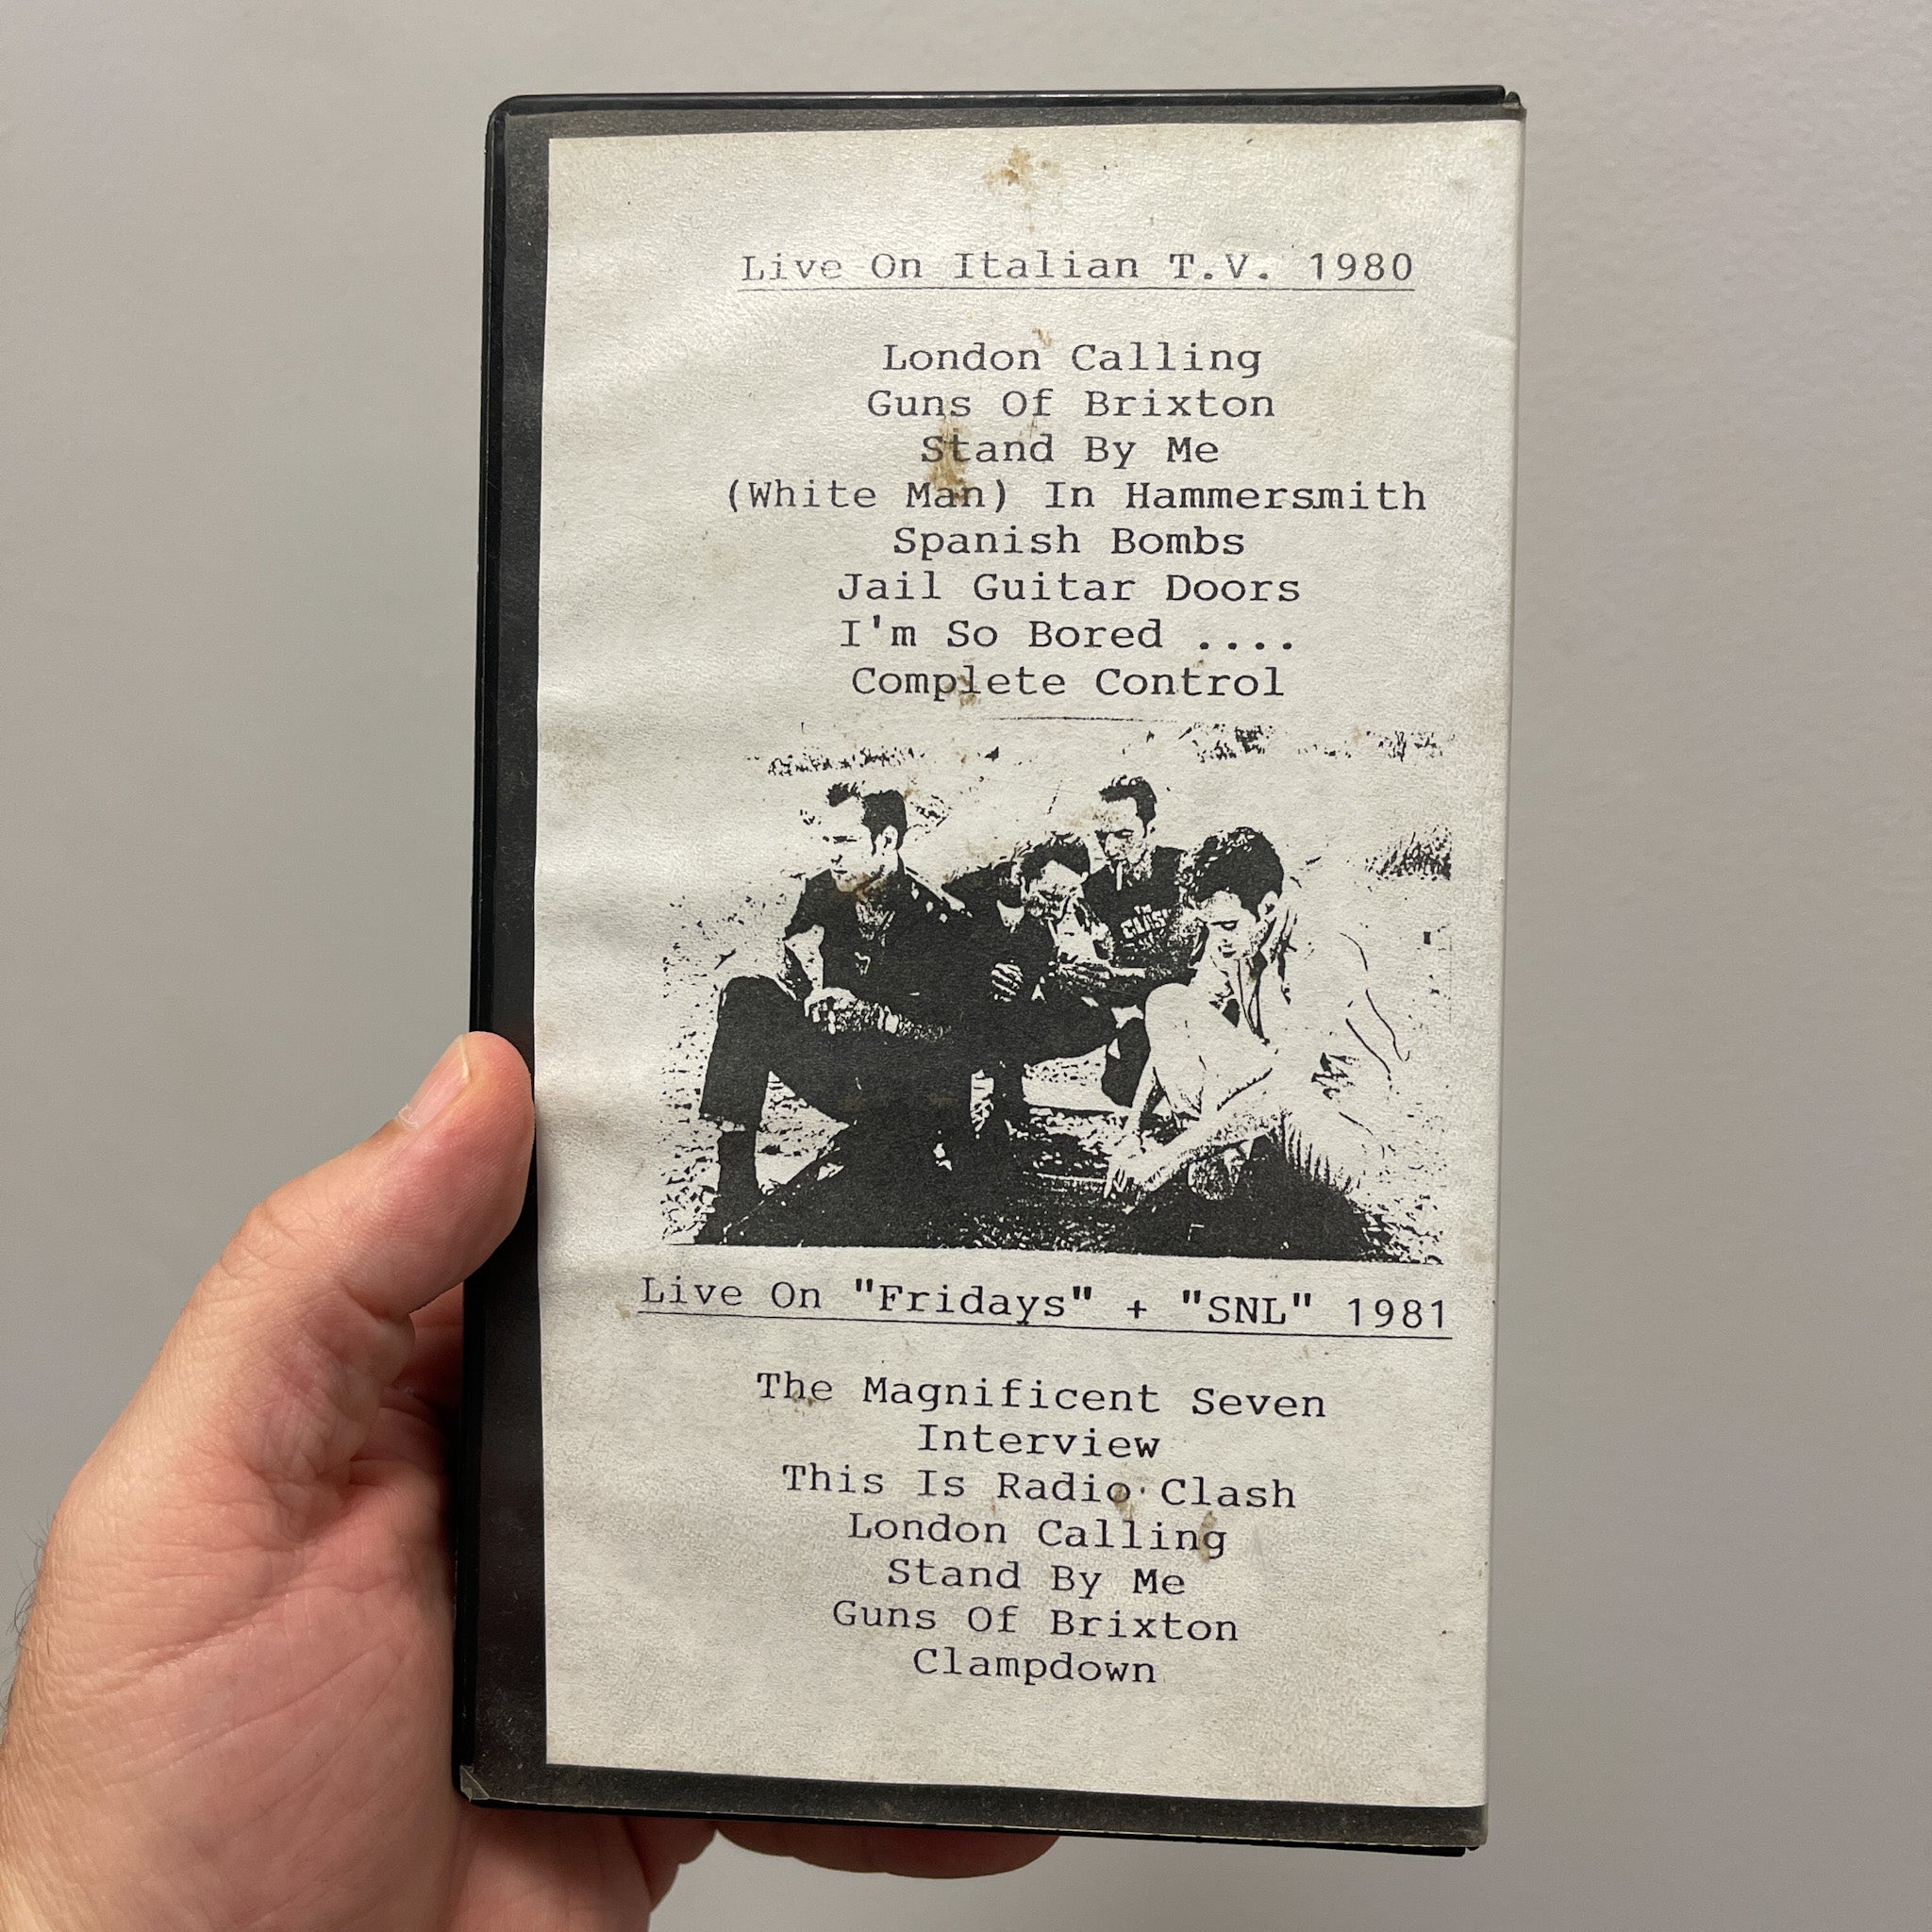 Live On Italian T.V. 1980
London Calling
Guns Of Brixton
Stand By Me
(White Man) In Hammersmith
Spanish Bombs
Jail Guitar Doors
I'm So Bored ....
Complete Control
THE
CLASH
Live On "Fridays" + "SNL" 1981
The Magnificent Seven
Interview
This Is Radio Clash
London Calling
Stand By Me
Guns Of Brixton
Clampdown